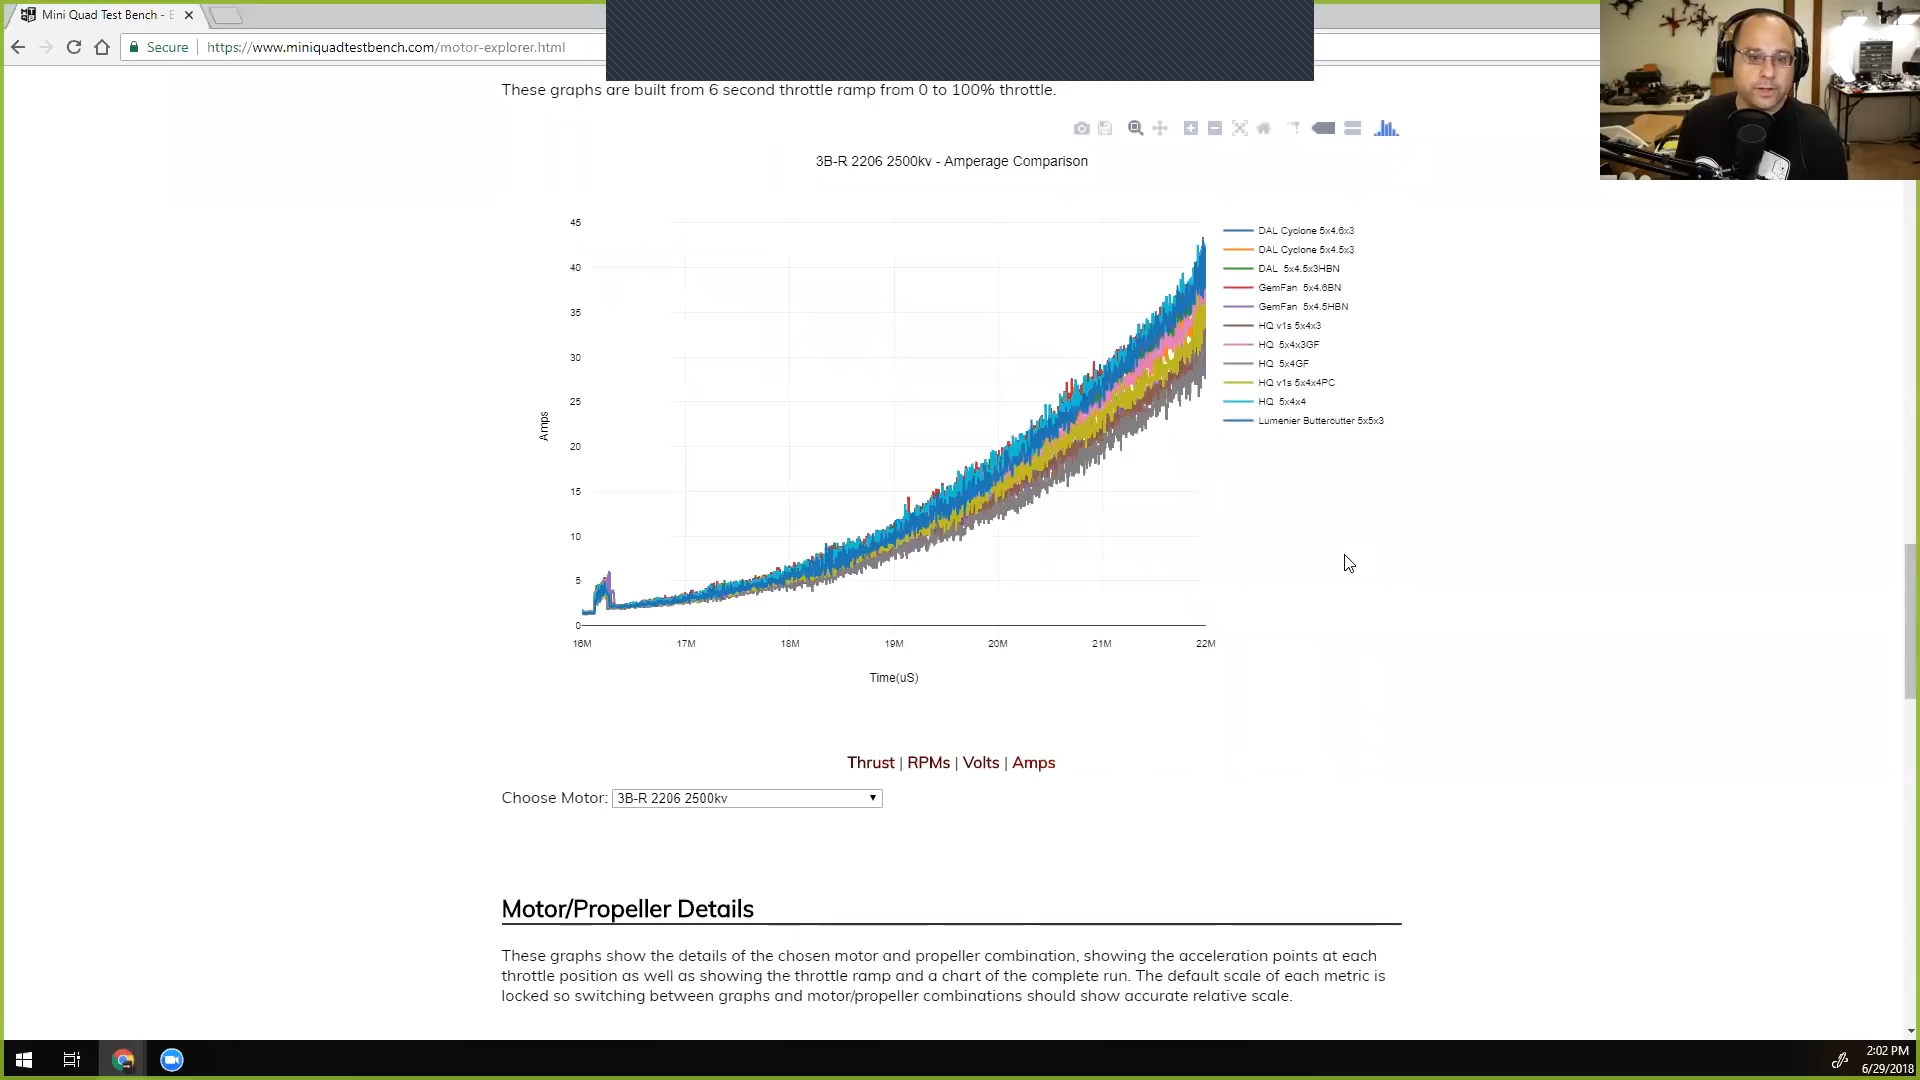 Mini Quad Test Bench - E
Secure
https://www.miniquadtestbench.com/motor-explorer.html
These graphs are built from 6 second throttle ramp from 0 to 100% throttle.
3B-R 2206 2500kv - Amperage Comparison
45
40
35
30
25
20
15
10
5
0
Amps
16M 17M 18M 19M 20M 21M 22M
Time(uS)
DAL Cyclone 5x4.6x3
DAL Cyclone 5x4.5x3
DAL 5x4.5x3HBN
GemFan 5x4.6BN
GemFan 5x4.5HBN
HQ v1s 5x4x3
HQ 5x4x3GF
HQ 5x4GF
HQ v1s 5x4x4PC
HQ 5x4x4
Lumenier Buttercutter 5x5x3
Thrust | RPMs | Volts | Amps
Choose Motor: 3B-R 2206 2500kv
Motor/Propeller Details
These graphs show the details of the chosen motor and propeller combination, showing the acceleration points at each
throttle position as well as showing the throttle ramp and a chart of the complete run. The default scale of each metric is
locked so switching between graphs and motor/propeller combinations should show accurate relative scale.
2:02 PM
6/29/2018